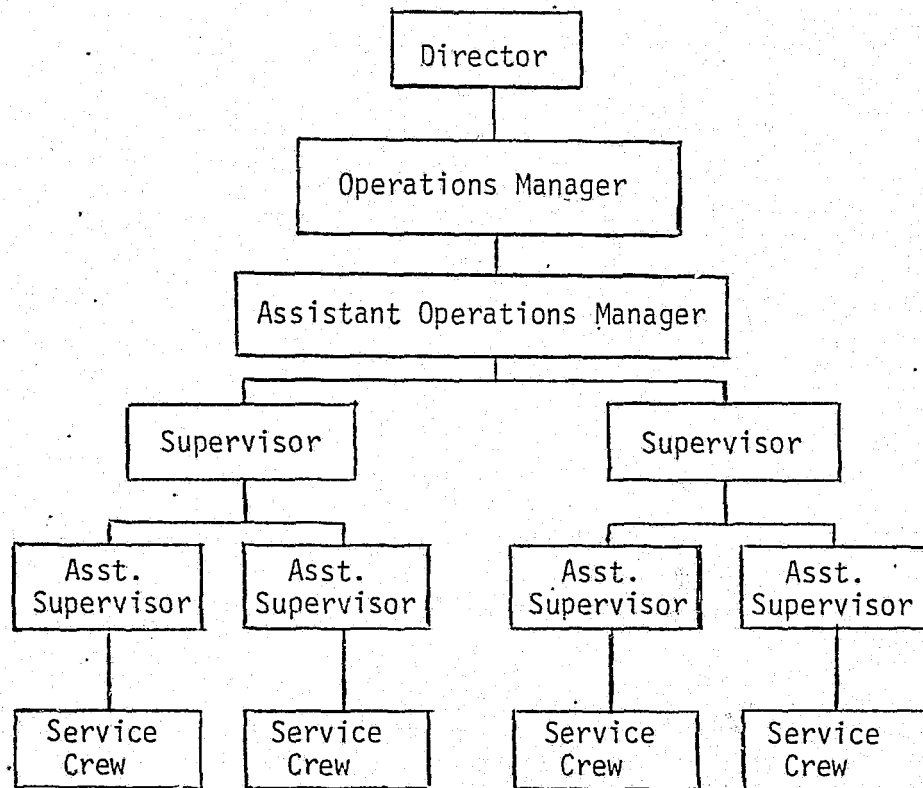 Director
Operations Manager
Assistant Operations Manager
Supervisor
Supervisor
Asst.
Supervisor
Asst.
Supervisor
Asst.
Supervisor
Asst.
Supervisor
Service
Crew
Service
Crew
Service
Crew
Service
Crew